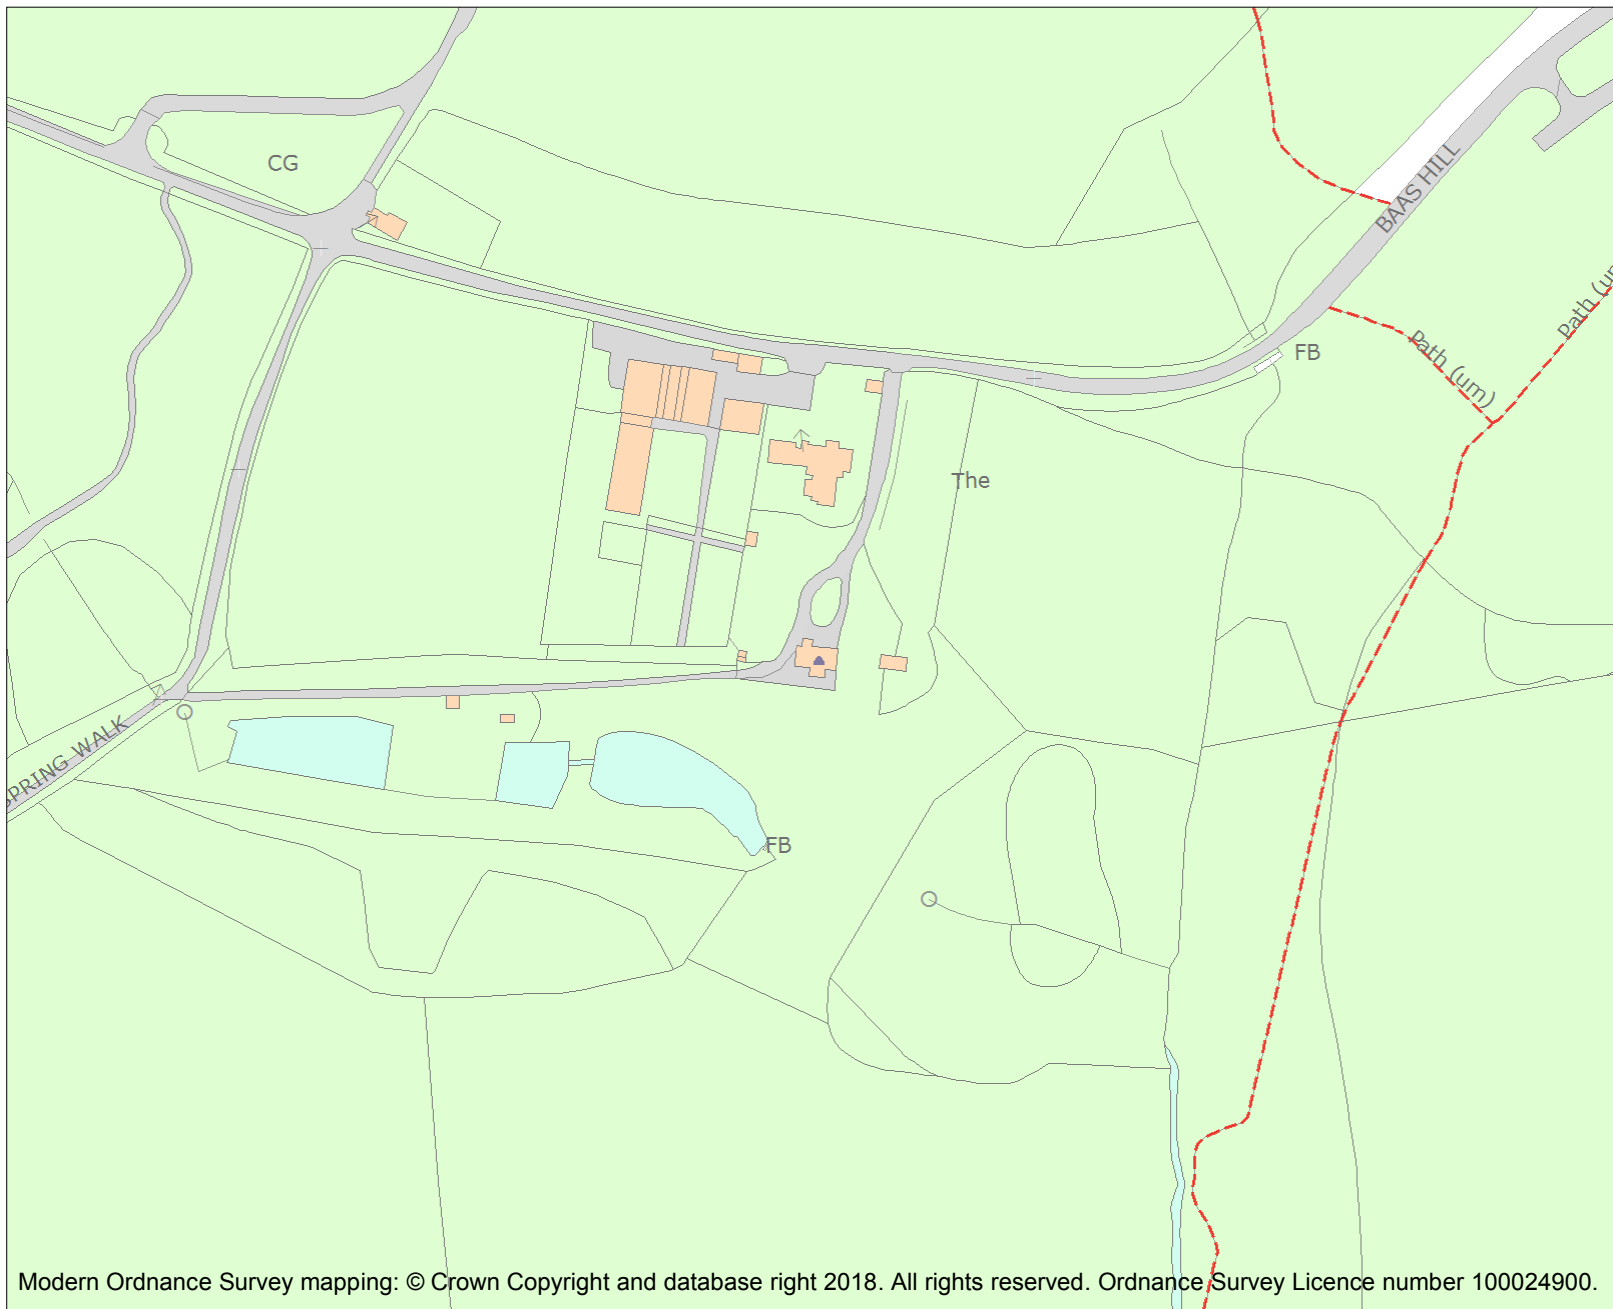 CG
BAAS HILL
Path (um)
FB
Path (um)
The
SPRING WALK
FB
Modern Ordnance Survey mapping: © Crown Copyright and database right 2018. All rights reserved. Ordnance Survey Licence number 100024900.